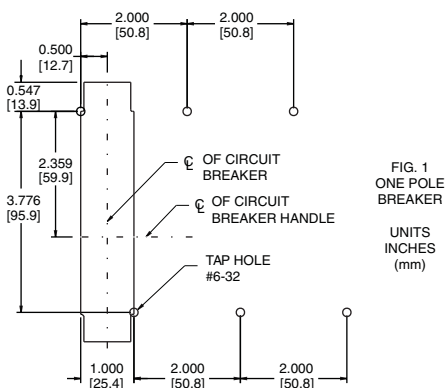 2.000
[50.8]
2.000
[50.8]
0.500
[12.7]
0.547
[13.9]
2.359
[59.9]
3.776
[95.9]
℄ OF CIRCUIT
BREAKER
℄ OF CIRCUIT
BREAKER HANDLE
TAP HOLE
#6-32
FIG. 1
ONE POLE
BREAKER
UNITS
INCHES
(mm)
1.000
[25.4]
2.000
[50.8]
2.000
[50.8]